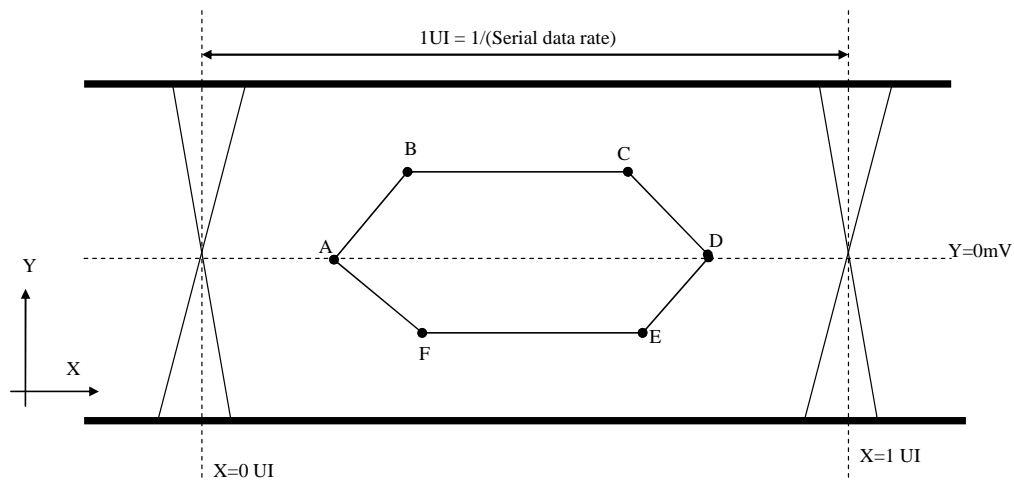 1UI = 1/(Serial data rate)
B
C
A
D
Y=0mV
Y
F
E
X
X=0 UI
X=1 UI